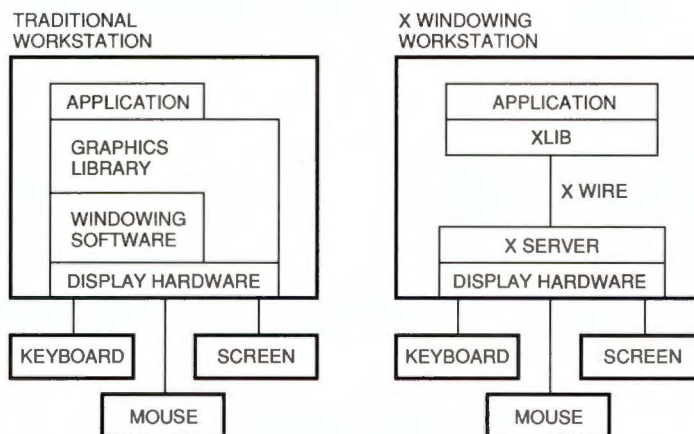 TRADITIONAL
WORKSTATION
APPLICATION
GRAPHICS
LIBRARY
WINDOWING
SOFTWARE
DISPLAY HARDWARE
KEYBOARD
SCREEN
MOUSE
X WINDOWING
WORKSTATION
APPLICATION
XLIB
X WIRE
X SERVER
DISPLAY HARDWARE
KEYBOARD
SCREEN
MOUSE